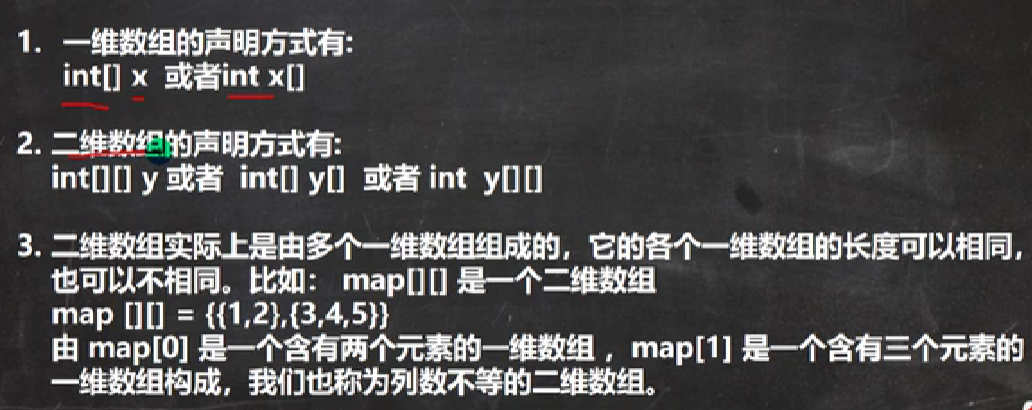 1. 一维数组的声明方式有:
int[] x 或者int x[]
2. 二维数组的声明方式有:
int[][] y 或者 int[] y[] 或者 int y[][]
3. 二维数组实际上是由多个一维数组组成的，它的各个一维数组的长度可以相同，
也可以不相同。比如： map[][] 是一个二维数组
map [][] = {{1,2},{3,4,5}}
由 map[0] 是一个含有两个元素的一维数组 ，map[1] 是一个含有三个元素的
一维数组构成，我们也称为列数不等的二维数组。